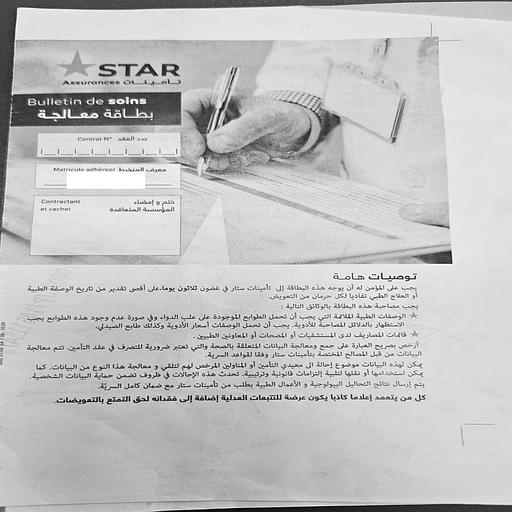 STAR
Assurances تأمينات
Bulletin de soins
بطاقة معالجة
Contrat N° عدد العقد
Matricule adhérent معرف المنخرط
Contractant et cachet
ختم و إمضاء المؤسسة المتعاقدة
توصيات هامة
يجب على المؤمن له أن يوجه هذه البطاقة إلى تأمينات ستار في غضون ثلاثون يوما، على أقصى تقدير من تاريخ الوصفة الطبية
أو العلاج الطبي تفاديا لكل حرمان من التعويض.
يجب مصاحبة هذه البطاقة بالوثائق التالية :
الوصفات الطبية الملائمة التي يجب أن تحمل الطوابع الموجودة على علب الدواء وفي صورة عدم وجود هذه الطوابع يجب
الاستظهار بالدلائل المصاحبة للأدوية. يجب أن تحمل الوصفات أسعار الأدوية وكذلك طابع الصيدلي.
قائمات المصاريف لدى المستشفيات أو المصحات أو المعاونين الطبيين.
أرخص بصريح العبارة على جمع ومعالجة البيانات المتعلقة بالصحة والتي تعتبر ضرورية للتصرف في عقد التأمين. تتم معالجة
البيانات من قبل المصالح المختصة بتأمينات ستار وفقا لقواعد السرية.
يمكن لهذه البيانات موضوع إحالة إلى معيدي التأمين أو المناولين المرخص لهم لتلقي و معالجة هذا النوع من البيانات. كما
يمكن استخدامها أو نقلها لتلبية إلتزامات قانونية وترتيبية. تحدث هذه الإحالات في ظروف تضمن حماية البيانات الشخصية.
يتم إرسال نتائج التحاليل البيولوجية و الأعمال الطبية بطلب من تأمينات ستار مع ضمان كامل السرية.
كل من يتعمد إعلاما كاذبا يكون عرضة للتتبعات العدلية إضافة إلى فقدانه لحق التمتع بالتعويضات.